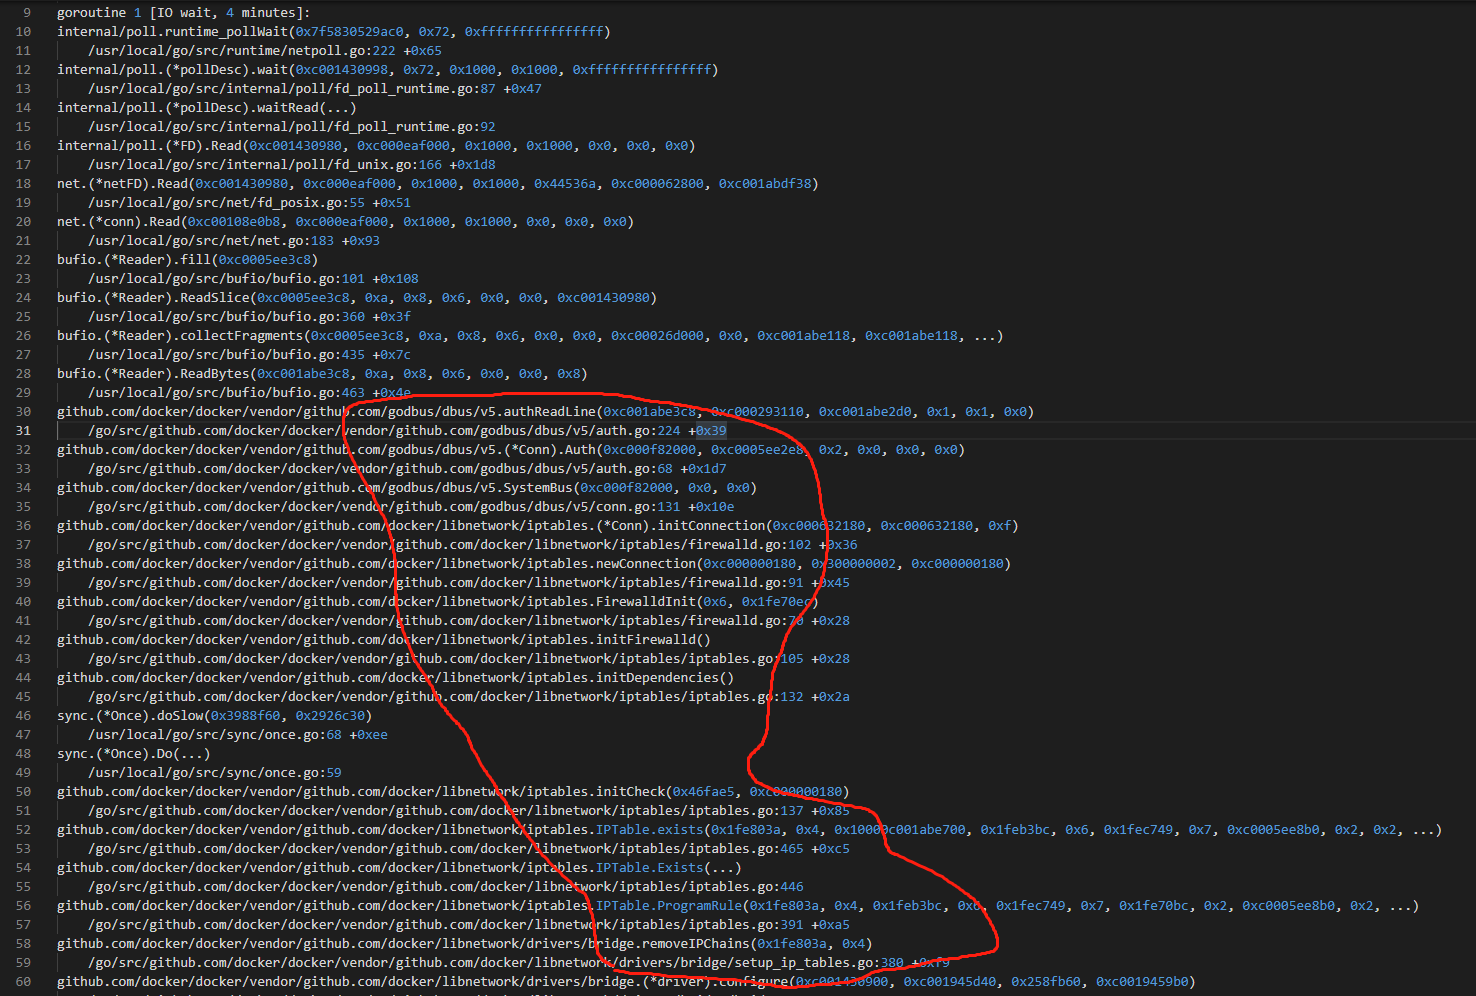 9 goroutine 1 [IO wait, 4 minutes]:
10 internal/poll.runtime_pollWait(0x7f5830529ac0, 0x72, 0xffffffffffffffff)
11 /usr/local/go/src/runtime/netpoll.go:222 +0x65
12 internal/poll.(*pollDesc).wait(0xc001430998, 0x72, 0x1000, 0x1000, 0xffffffffffffffff)
13 /usr/local/go/src/internal/poll/fd_poll_runtime.go:87 +0x47
14 internal/poll.(*pollDesc).waitRead(...)
15 /usr/local/go/src/internal/poll/fd_poll_runtime.go:92
16 internal/poll.(*FD).Read(0xc001430980, 0xc000eaf000, 0x1000, 0x1000, 0x0, 0x0, 0x0)
17 /usr/local/go/src/internal/poll/fd_unix.go:166 +0x1d8
18 net.(*netFD).Read(0xc001430980, 0xc000eaf000, 0x1000, 0x1000, 0x44536a, 0xc000062800, 0xc001abdf38)
19 /usr/local/go/src/net/fd_posix.go:55 +0x51
20 net.(*conn).Read(0xc00108e0b8, 0xc000eaf000, 0x1000, 0x1000, 0x0, 0x0, 0x0)
21 /usr/local/go/src/net/net.go:183 +0x93
22 bufio.(*Reader).fill(0xc0005ee3c8)
23 /usr/local/go/src/bufio/bufio.go:101 +0x108
24 bufio.(*Reader).ReadSlice(0xc0005ee3c8, 0xa, 0x8, 0x6, 0x0, 0x0, 0xc001430980)
25 /usr/local/go/src/bufio/bufio.go:360 +0x3f
26 bufio.(*Reader).collectFragments(0xc0005ee3c8, 0xa, 0x8, 0x6, 0x0, 0x0, 0xc00026d000, 0x0, 0xc001abe118, 0xc001abe118, ...)
27 /usr/local/go/src/bufio/bufio.go:435 +0x7c
28 bufio.(*Reader).ReadBytes(0xc001abe3c8, 0xa, 0x8, 0x6, 0x0, 0x0, 0x8)
29 /usr/local/go/src/bufio/bufio.go:463 +0x4e
30 github.com/docker/docker/vendor/github.com/godbus/dbus/v5.authReadLine(0xc001abe3c8, 0xc000293110, 0xc001abe2d0, 0x1, 0x1, 0x0)
31 /go/src/github.com/docker/docker/vendor/github.com/godbus/dbus/v5/auth.go:224 +0x39
32 github.com/docker/docker/vendor/github.com/godbus/dbus/v5.(*Conn).Auth(0xc000f82000, 0xc0005ee2e8, 0x2, 0x0, 0x0, 0x0)
33 /go/src/github.com/docker/docker/vendor/github.com/godbus/dbus/v5/auth.go:68 +0x1d7
34 github.com/docker/docker/vendor/github.com/godbus/dbus/v5.SystemBus(0xc000f82000, 0x0, 0x0)
35 /go/src/github.com/docker/docker/vendor/github.com/godbus/dbus/v5/conn.go:131 +0x10e
36 github.com/docker/docker/vendor/github.com/docker/libnetwork/iptables.(*Conn).initConnection(0xc000632180, 0xc000632180, 0xf)
37 /go/src/github.com/docker/docker/vendor/github.com/docker/libnetwork/iptables/firewalld.go:102 +0x36
38 github.com/docker/docker/vendor/github.com/docker/libnetwork/iptables.newConnection(0xc000000180, 0x300000002, 0xc000000180)
39 /go/src/github.com/docker/docker/vendor/github.com/docker/libnetwork/iptables/firewalld.go:91 +0x45
40 github.com/docker/docker/vendor/github.com/docker/libnetwork/iptables.FirewalldInit(0x6, 0x1fe70ec)
41 /go/src/github.com/docker/docker/vendor/github.com/docker/libnetwork/iptables/firewalld.go:70 +0x28
42 github.com/docker/docker/vendor/github.com/docker/libnetwork/iptables.initFirewalld()
43 /go/src/github.com/docker/docker/vendor/github.com/docker/libnetwork/iptables/iptables.go:105 +0x28
44 github.com/docker/docker/vendor/github.com/docker/libnetwork/iptables.initDependencies()
45 /go/src/github.com/docker/docker/vendor/github.com/docker/libnetwork/iptables/iptables.go:132 +0x2a
46 sync.(*Once).doSlow(0x3988f60, 0x2926c30)
47 /usr/local/go/src/sync/once.go:68 +0xee
48 sync.(*Once).Do(...)
49 /usr/local/go/src/sync/once.go:59
50 github.com/docker/docker/vendor/github.com/docker/libnetwork/iptables.initCheck(0x46fae5, 0xc000000180)
51 /go/src/github.com/docker/docker/vendor/github.com/docker/libnetwork/iptables/iptables.go:137 +0x85
52 github.com/docker/docker/vendor/github.com/docker/libnetwork/iptables.IPTable.exists(0x1fe803a, 0x4, 0x10000c001abe700, 0x1feb3bc, 0x6, 0x1fec749, 0x7, 0xc0005ee8b0, 0x2, 0x2, ...)
53 /go/src/github.com/docker/docker/vendor/github.com/docker/libnetwork/iptables/iptables.go:465 +0xc5
54 github.com/docker/docker/vendor/github.com/docker/libnetwork/iptables.IPTable.Exists(...)
55 /go/src/github.com/docker/docker/vendor/github.com/docker/libnetwork/iptables/iptables.go:446
56 github.com/docker/docker/vendor/github.com/docker/libnetwork/iptables.IPTable.ProgramRule(0x1fe803a, 0x4, 0x1feb3bc, 0x6, 0x1fec749, 0x7, 0x1fe70bc, 0x2, 0xc0005ee8b0, 0x2, ...)
57 /go/src/github.com/docker/docker/vendor/github.com/docker/libnetwork/iptables/iptables.go:391 +0xa5
58 github.com/docker/docker/vendor/github.com/docker/libnetwork/drivers/bridge.removeIPChains(0x1fe803a, 0x4)
59 /go/src/github.com/docker/docker/vendor/github.com/docker/libnetwork/drivers/bridge/setup_ip_tables.go:380 +0xf9
60 github.com/docker/docker/vendor/github.com/docker/libnetwork/drivers/bridge.(*driver).configure(0xc001430900, 0xc001945d40, 0x258fb60, 0xc0019459b0)